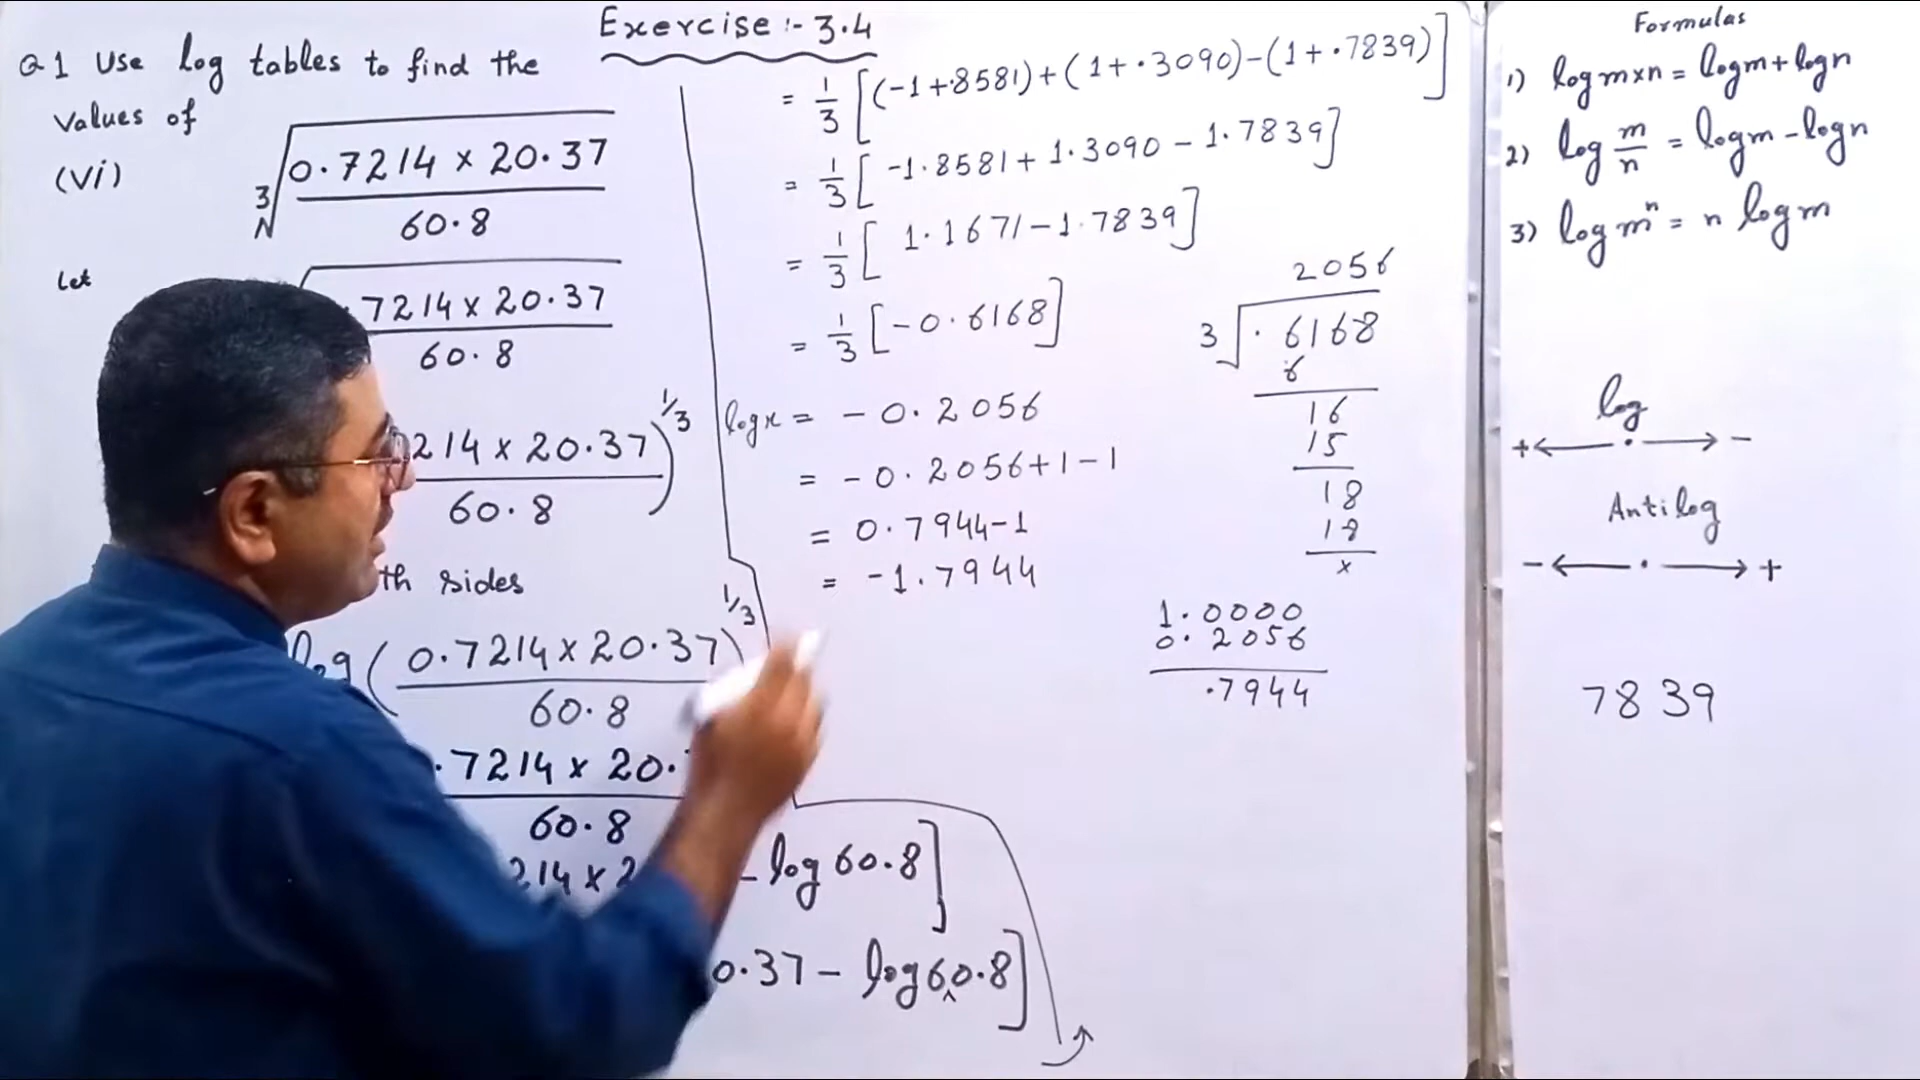 Exercise :- 3.4
Q1 Use log tables to find the
values of
(vi) ∛(0.7214 × 20.37 / 60.8)
Let 7214 × 20.37
60.8
214 × 20.37)^1/3
60.8
th sides
log (0.7214 × 20.37)^1/3
60.8
.7214 × 20.
60.8
214 × 2 - log 60.8]
0.37 - log 60.8]
= 1/3 [(-1+.8581)+(1+.3090)-(1+.7839)]
= 1/3 [-1.8581 + 1.3090 - 1.7839]
= 1/3 [1.1671 - 1.7839]
= 1/3 [-0.6168]
log x = -0.2056
= -0.2056+1-1
= 0.7944-1
= -1.7944
2056
3 √.6168
6
16
15
18
18
x
1.0000
0.2056
.7944
Formulas
1) log m×n = log m + log n
2) log m/n = log m - log n
3) log mⁿ = n log m
log
+ ← . → -
Antilog
- ← . → +
7839